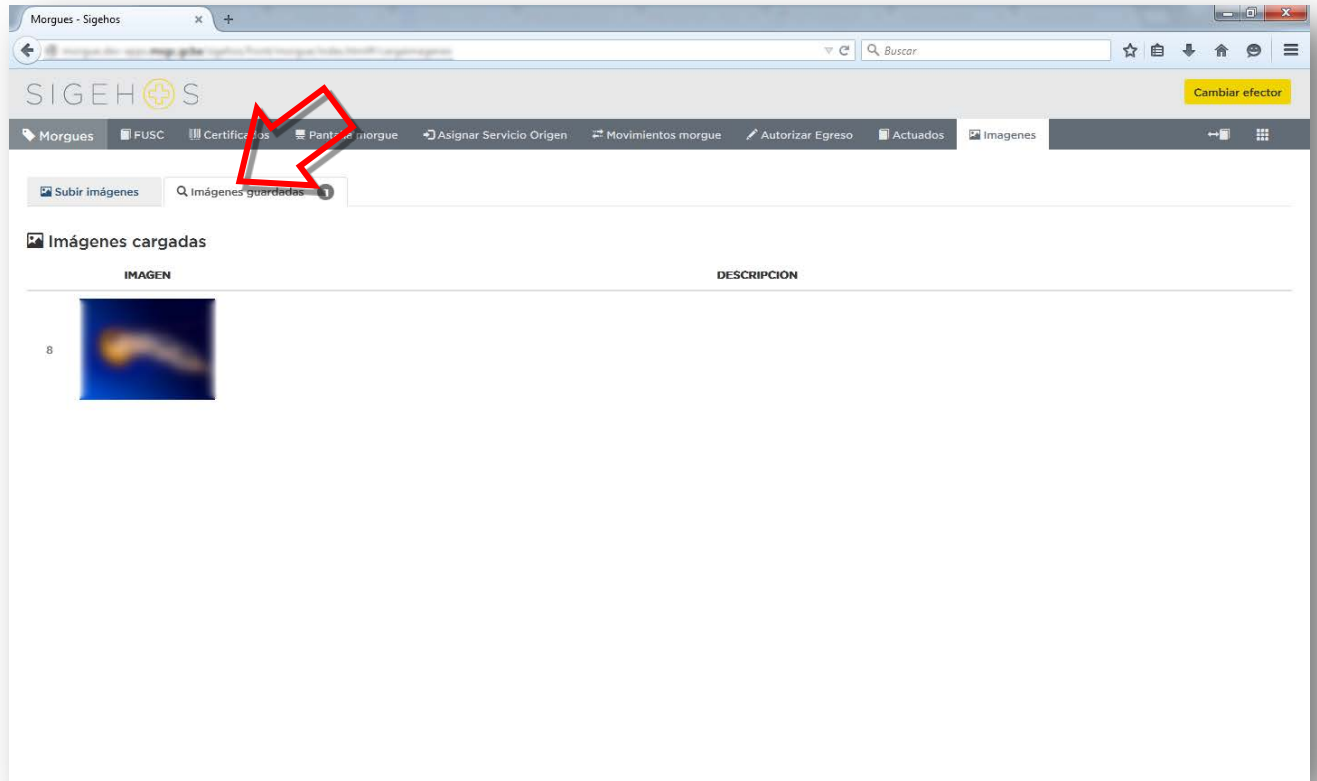 Morgues - Sigehos
Buscar
SIGEHOS
Cambiar efector
Morgues FUSC Certificados Pantalla morgue Asignar Servicio Origen Movimientos morgue Autorizar Egreso Actuados Imagenes
Subir imágenes Imágenes guardadas 1
Imágenes cargadas
IMAGEN DESCRIPCION
8